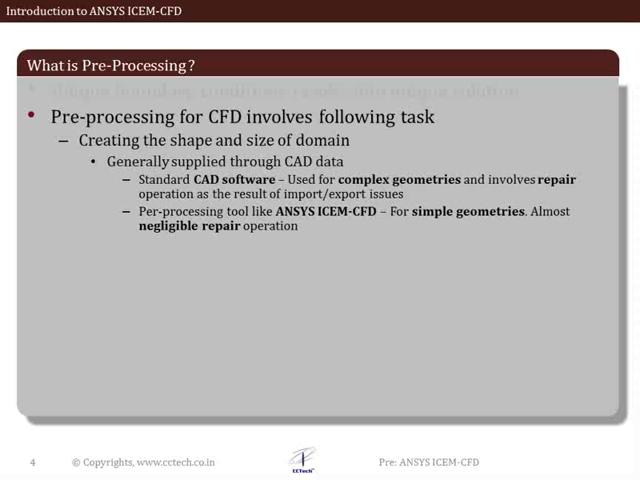 Introduction to ANSYS ICEM-CFD
What is Pre-Processing?
• Pre-processing for CFD involves following task
– Creating the shape and size of domain
• Generally supplied through CAD data
– Standard CAD software – Used for complex geometries and involves repair
operation as the result of import/export issues
– Per-processing tool like ANSYS ICEM-CFD – For simple geometries. Almost
negligible repair operation
4 © Copyrights, www.cctech.co.in CCTech Pre: ANSYS ICEM-CFD